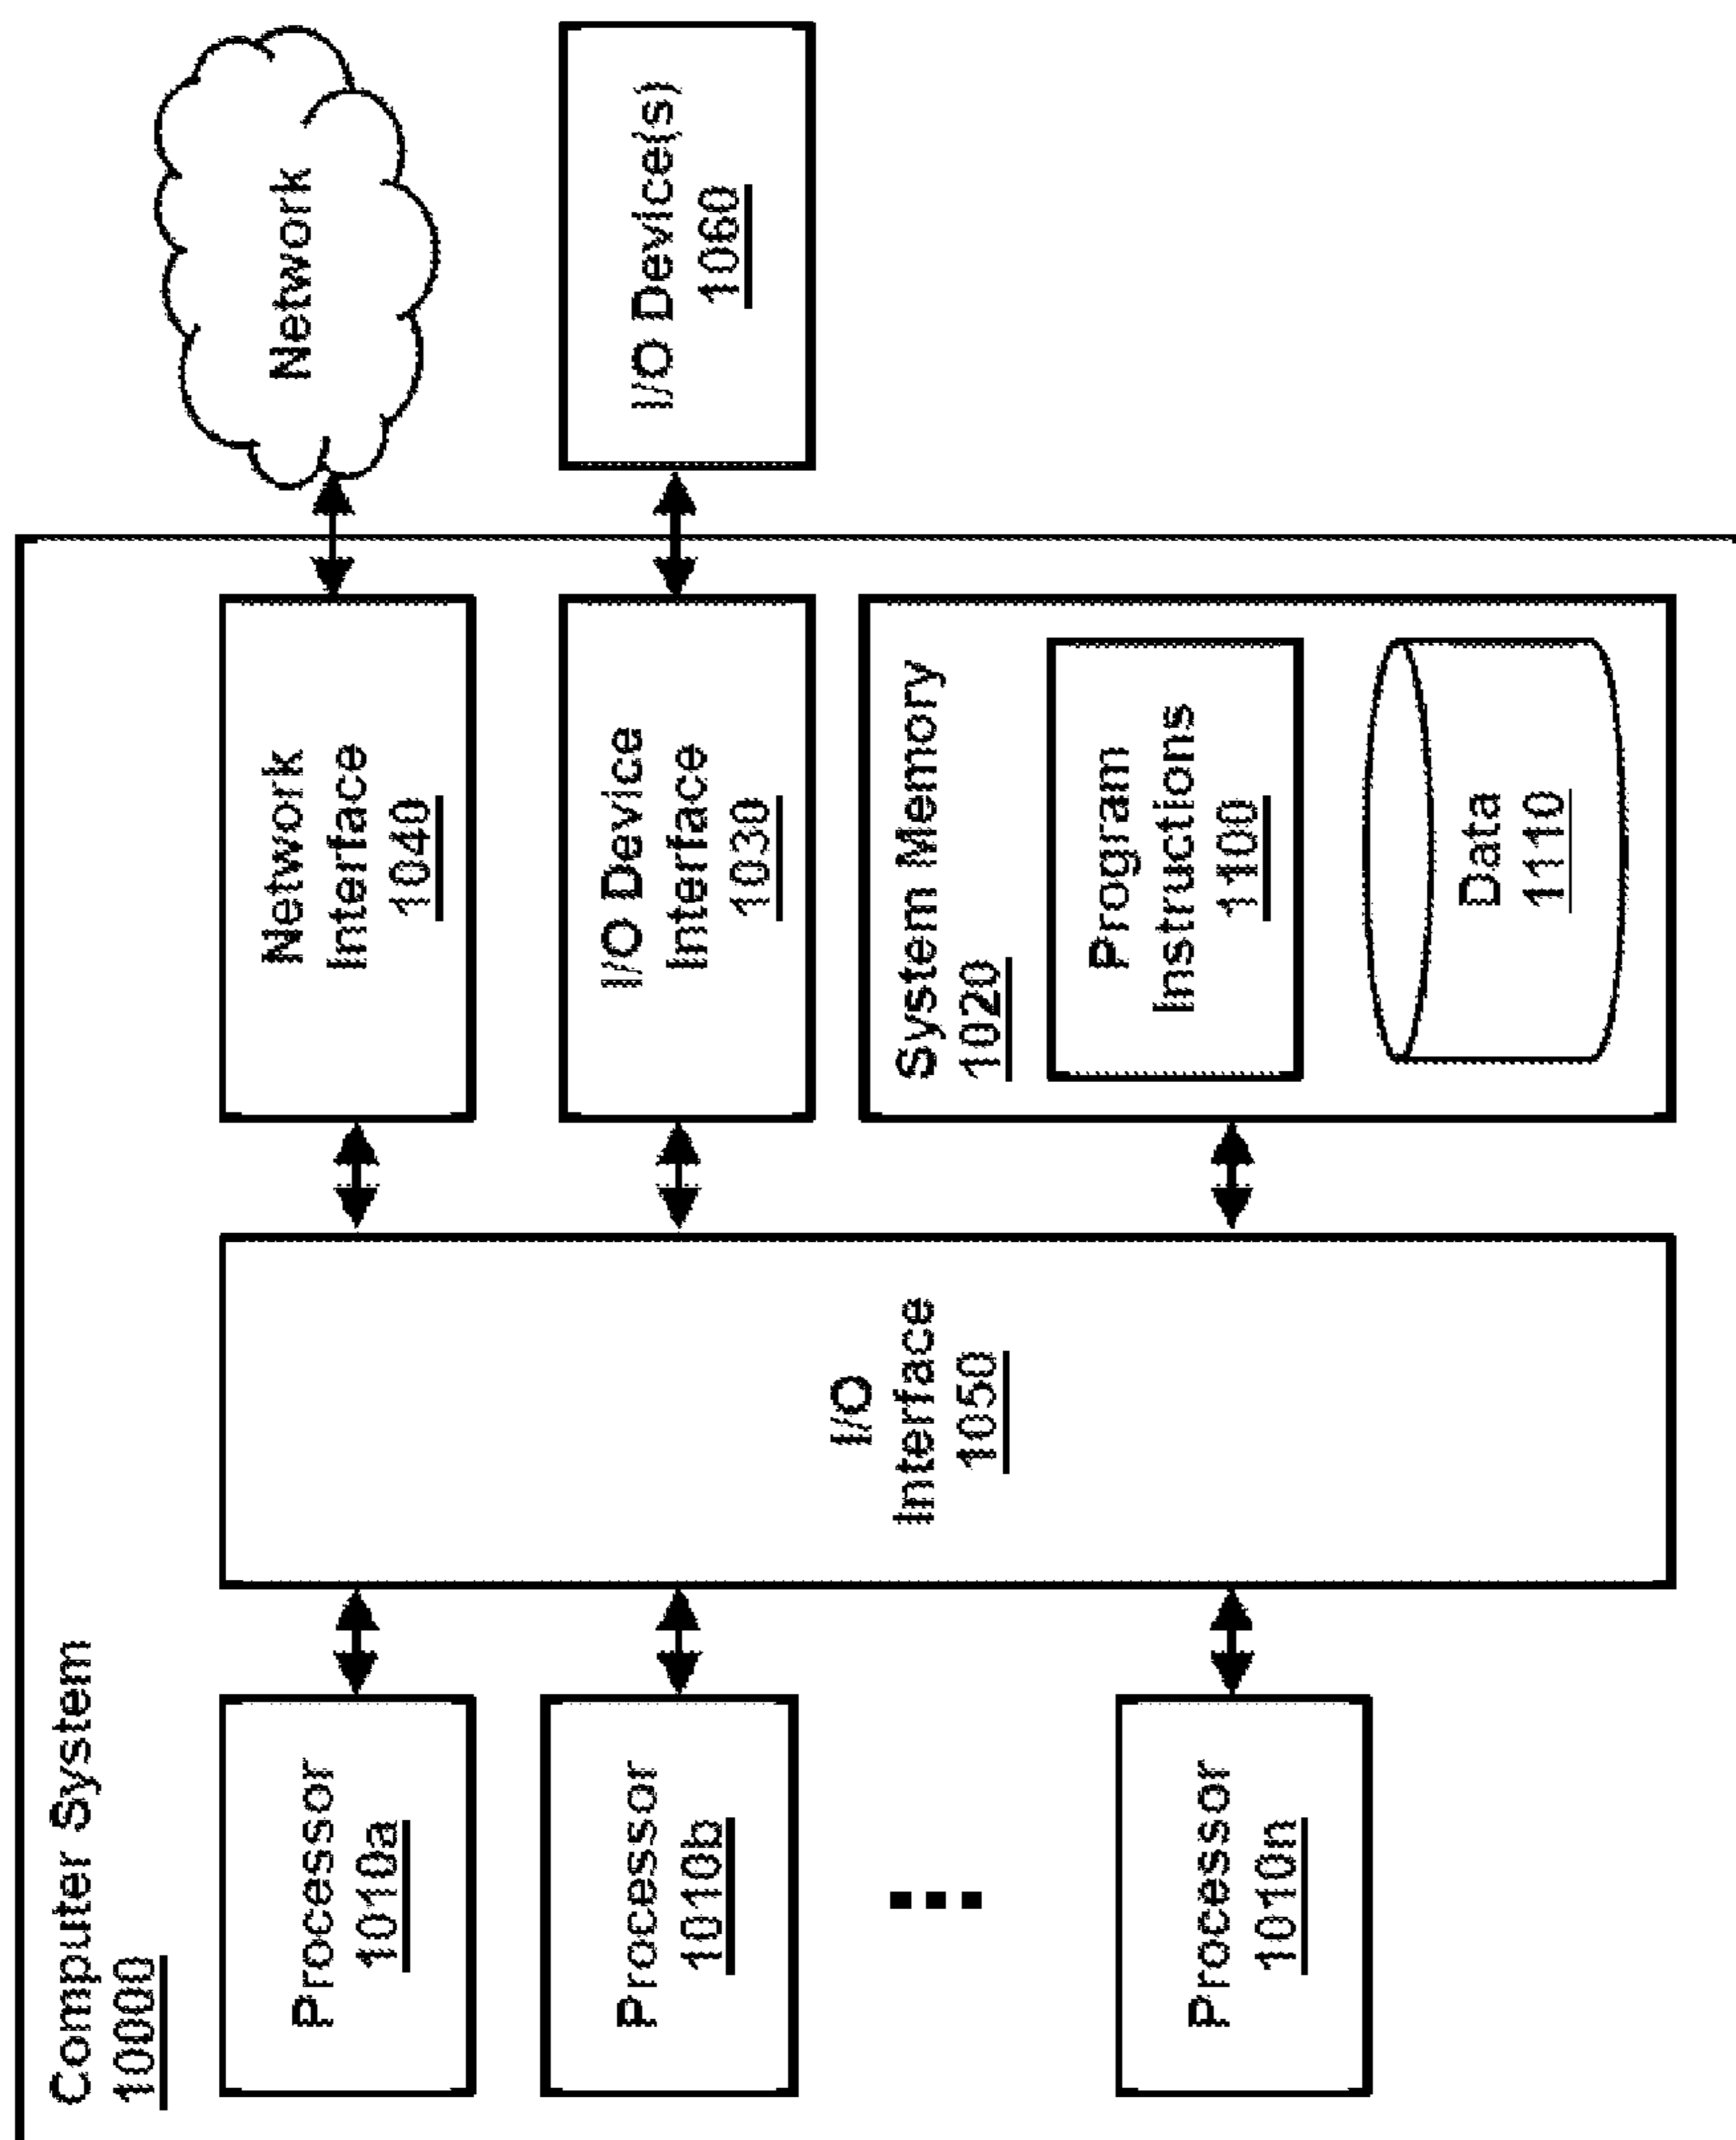 Computer System
10000
Processor
1010a
Processor
1010b
Processor
1010n
I/O
Interface
1050
Network
Interface
1040
I/O Device
Interface
1030
System Memory
1020
Program
Instructions
1100
Data
1110
Network
I/O Device(s)
1060